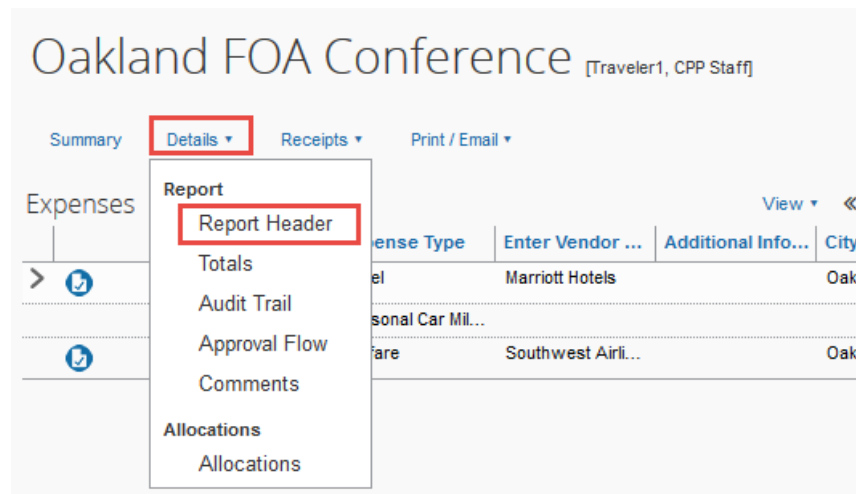 Oakland FOA Conference [Traveler1, CPP Staff]
Summary Details Receipts Print / Email
Expenses View
Report
Report Header
ense Type Enter Vendor ... Additional Info... City
Totals
el Marriott Hotels Oak
Audit Trail
sonal Car Mil...
Approval Flow
fare Southwest Airli... Oak
Comments
Allocations
Allocations